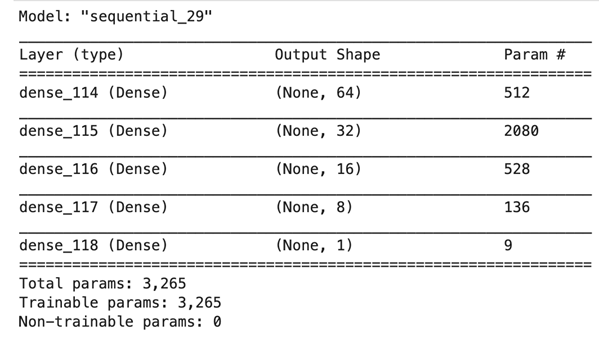 Model: "sequential_29"
Layer (type) Output Shape Param #
dense_114 (Dense) (None, 64) 512
dense_115 (Dense) (None, 32) 2080
dense_116 (Dense) (None, 16) 528
dense_117 (Dense) (None, 8) 136
dense_118 (Dense) (None, 1) 9
Total params: 3,265
Trainable params: 3,265
Non-trainable params: 0